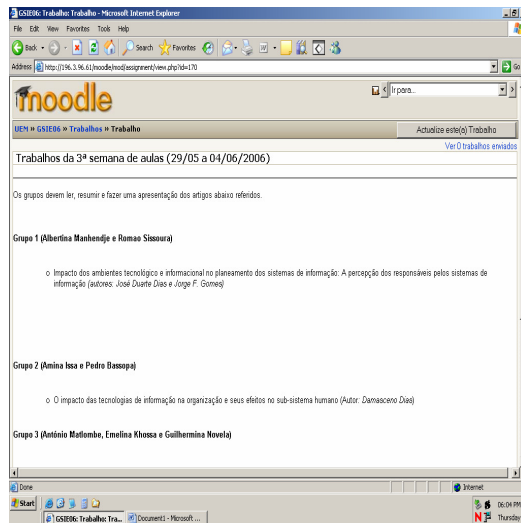 GSIE06: Trabalho: Trabalho - Microsoft Internet Explorer
File Edit View Favorites Tools Help
Back Search Favorites
Address http://196.3.96.61/moodle/mod/assignment/view.php?id=170 Go
moodle
Ir para...
UEM » GSIE06 » Trabalhos » Trabalho
Actualize este(a) Trabalho
Ver 0 trabalhos enviados
Trabalhos da 3ª semana de aulas (29/05 a 04/06/2006)
Os grupos devem ler, resumir e fazer uma apresentação dos artigos abaixo referidos.
Grupo 1 (Albertina Manhendje e Romao Sissoura)
o Impacto dos ambientes tecnológico e informacional no planeamento dos sistemas de informação: A percepção dos responsáveis pelos sistemas de
informação (autores: José Duarte Dias e Jorge F. Gomes)
Grupo 2 (Amina Issa e Pedro Bassopa)
o O impacto das tecnologias de informação na organização e seus efeitos no sub-sistema humano (Autor: Damasceno Dias)
Grupo 3 (António Matlombe, Emelina Khossa e Guilhermina Novela)
Done Internet
Start 06:04 PM
GSIE06: Trabalho: Tra... Document1 - Microsoft ... Thursday